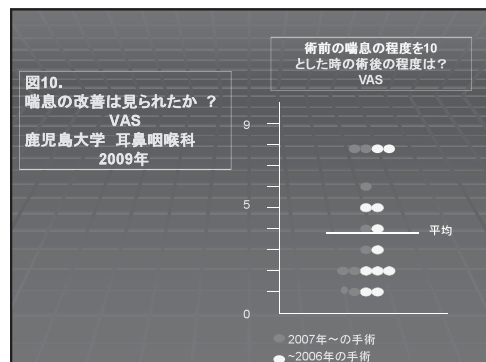 図10.
喘息の改善は見られたか ?
VAS
鹿児島大学 耳鼻咽喉科
2009年
術前の喘息の程度を10
とした時の術後の程度は?
VAS
9
5
0
平均
2007年~の手術
~2006年の手術